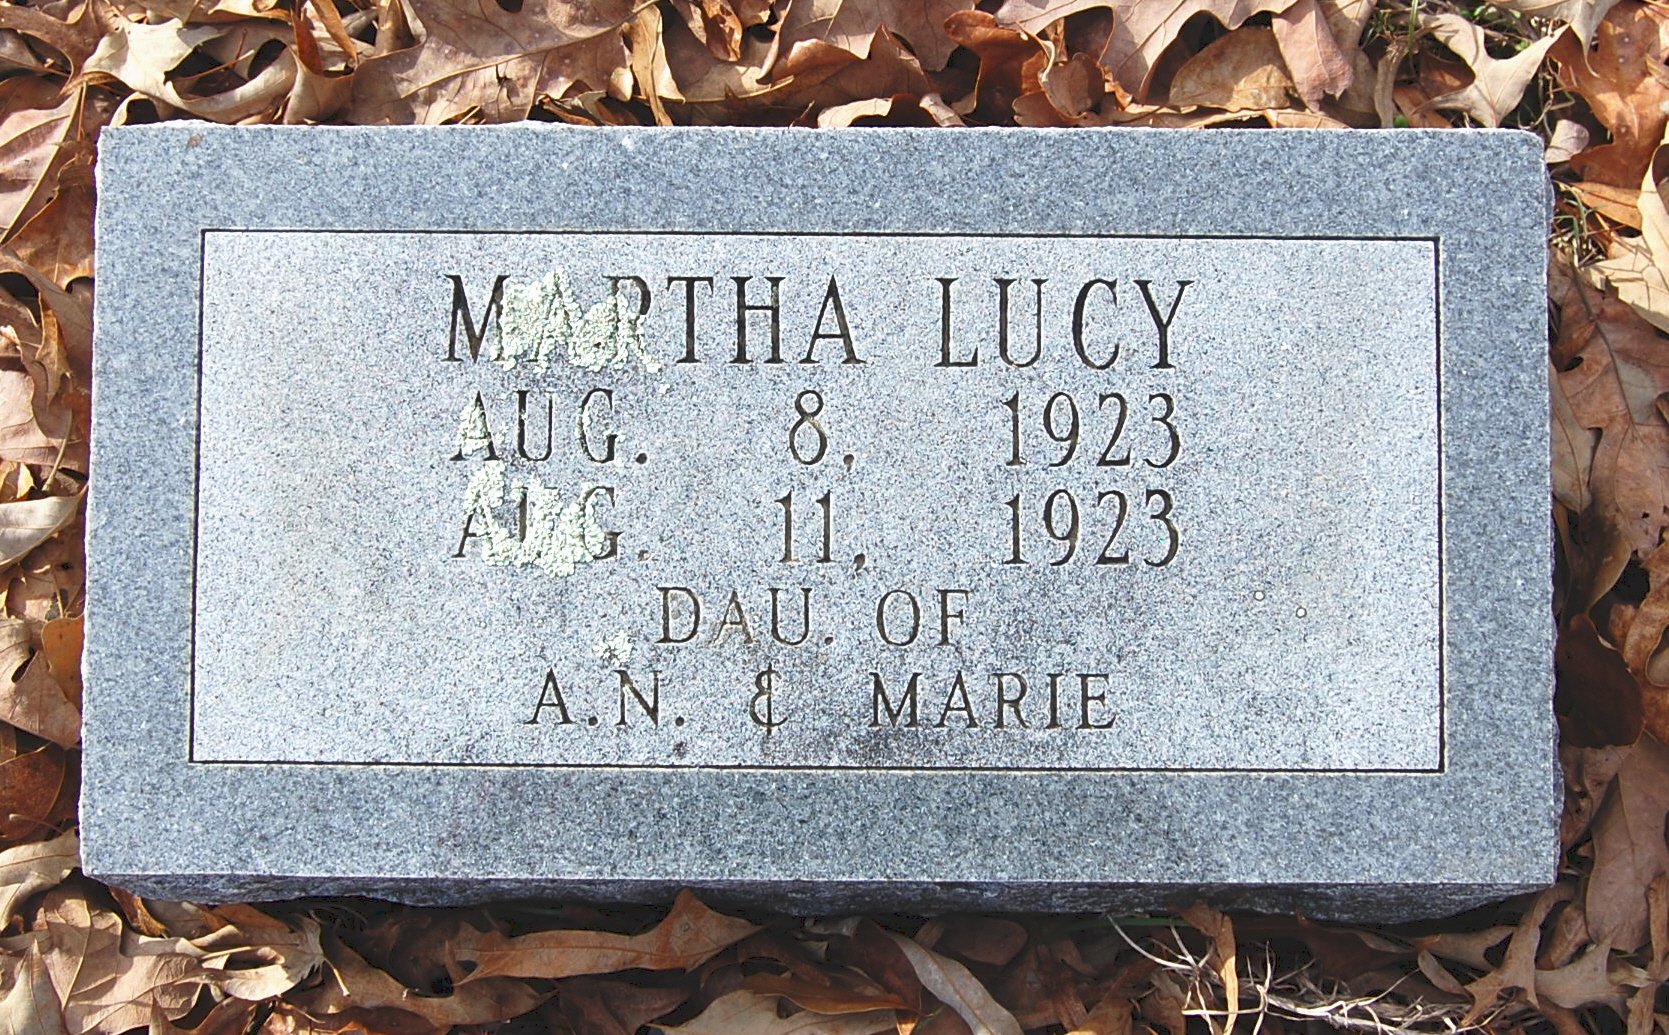 MARTHA LUCY
AUG. 8, 1923
AUG. 11, 1923
DAU. OF
A.N. & MARIE